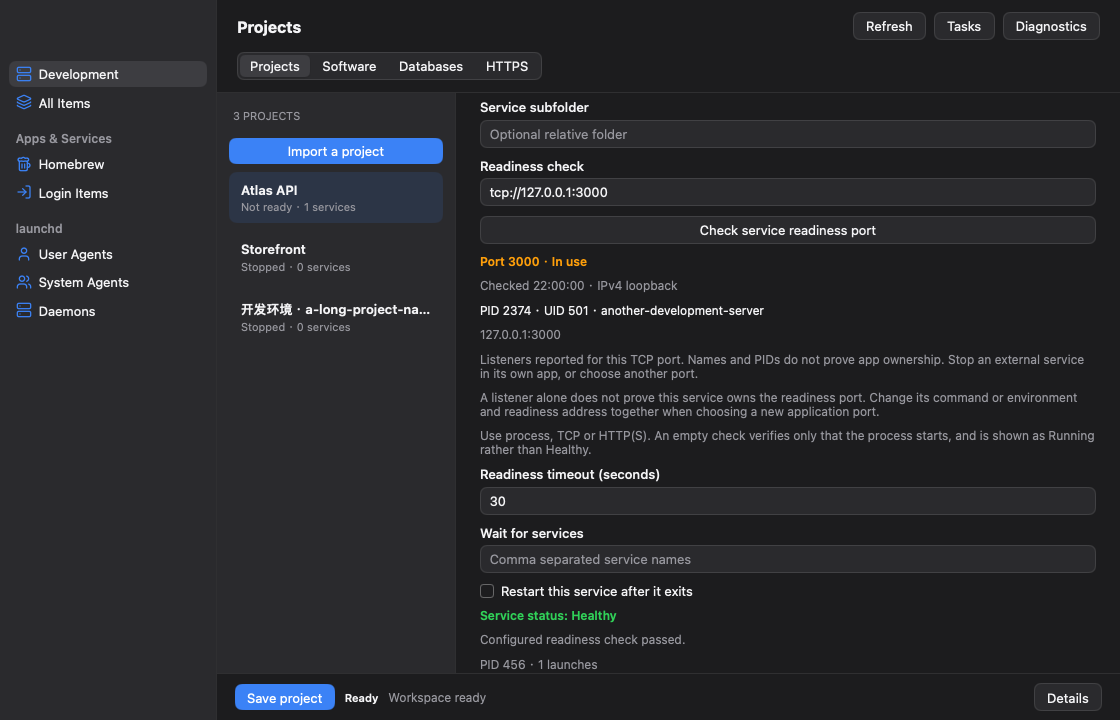 Projects
Refresh
Tasks
Diagnostics
Projects
Software
Databases
HTTPS
Development
All Items
Apps & Services
Homebrew
Login Items
launchd
User Agents
System Agents
Daemons
3 PROJECTS
Import a project
Atlas API
Not ready · 1 services
Storefront
Stopped · 0 services
开发环境 · a-long-project-na...
Stopped · 0 services
Service subfolder
Optional relative folder
Readiness check
tcp://127.0.0.1:3000
Check service readiness port
Port 3000 · In use
Checked 22:00:00 · IPv4 loopback
PID 2374 · UID 501 · another-development-server
127.0.0.1:3000
Listeners reported for this TCP port. Names and PIDs do not prove app ownership. Stop an external service
in its own app, or choose another port.
A listener alone does not prove this service owns the readiness port. Change its command or environment
and readiness address together when choosing a new application port.
Use process, TCP or HTTP(S). An empty check verifies only that the process starts, and is shown as Running
rather than Healthy.
Readiness timeout (seconds)
30
Wait for services
Comma separated service names
Restart this service after it exits
Service status: Healthy
Configured readiness check passed.
PID 456 · 1 launches
Save project
Ready
Workspace ready
Details